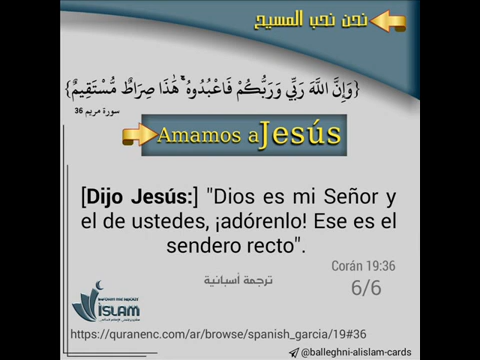 نحن نحب المسيح
{وَإِنَّ اللَّهَ رَبِّي وَرَبُّكُمْ فَاعْبُدُوهُ ۚ هَٰذَا صِرَاطٌ مُّسْتَقِيمٌ}
سورة مريم 36
Amamos a Jesús
[Dijo Jesús:] "Dios es mi Señor y
el de ustedes, ¡adórenlo! Ese es el
sendero recto".
Corán 19:36
ترجمة أسبانية
6/6
ISLAM
https://quranenc.com/ar/browse/spanish_garcia/19#36
@balleghni-alislam-cards